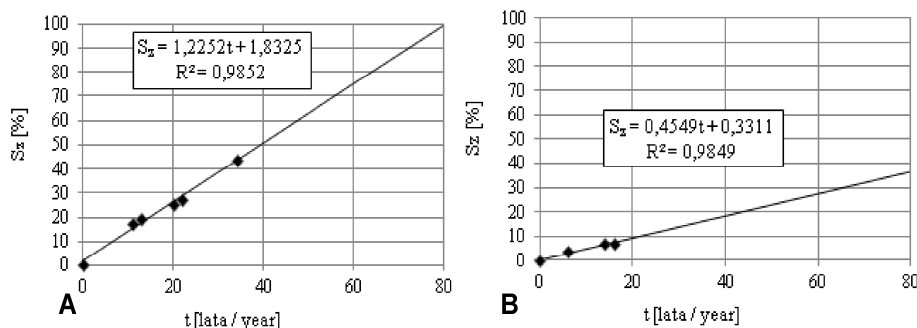 100
90
80
70
60
50
40
30
20
10
0
Sz [%]
S_z = 1,2252t + 1,8325
R² = 0,9852
0 20 40 60 80
A
t [lata / year]
100
90
80
70
60
50
40
30
20
10
0
Sz [%]
S_z = 0,4549t + 0,3311
R² = 0,9849
0 20 40 60 80
B
t [lata / year]